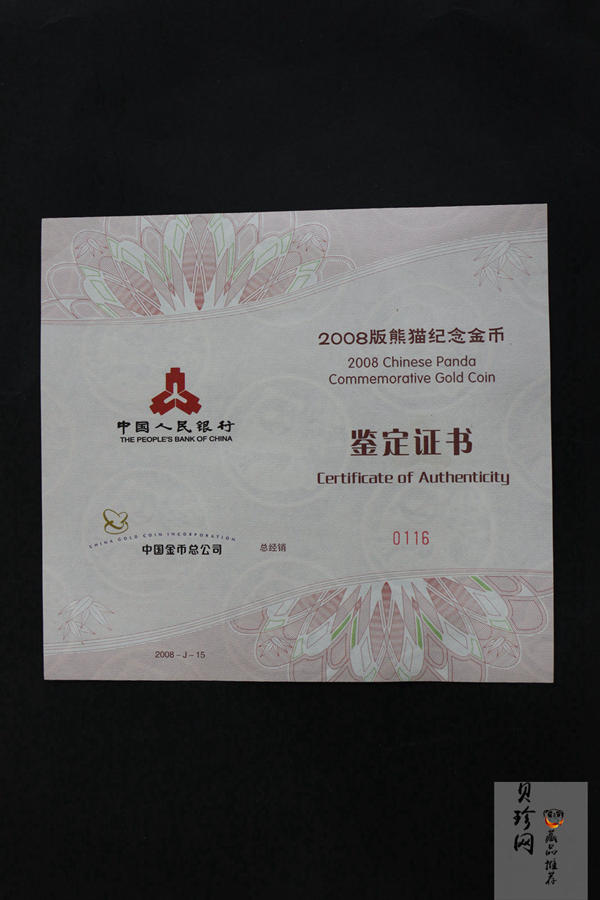 2008版熊猫纪念金币
2008 Chinese Panda
Commemorative Gold Coin
中国人民银行
THE PEOPLE'S BANK OF CHINA
鉴定证书
Certificate of Authenticity
CHINA GOLD COIN INCORPORATION
中国金币总公司
总经销
0116
2008-J-15
贝珍网
藏品推荐